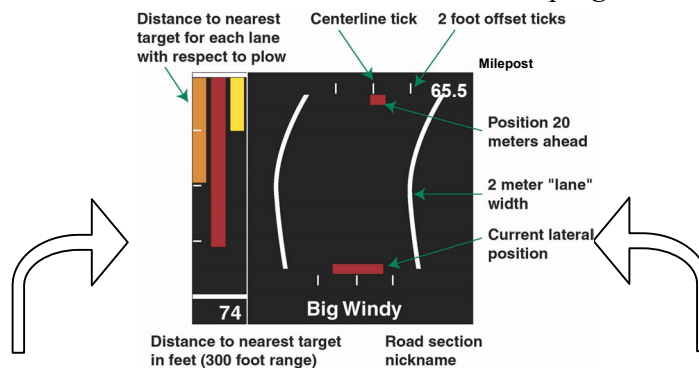 Distance to nearest
target for each lane
with respect to plow
Centerline tick
2 foot offset ticks
Milepost
65.5
Position 20
meters ahead
2 meter "lane"
width
Current lateral
position
74
Big Windy
Distance to nearest target
in feet (300 foot range)
Road section
nickname